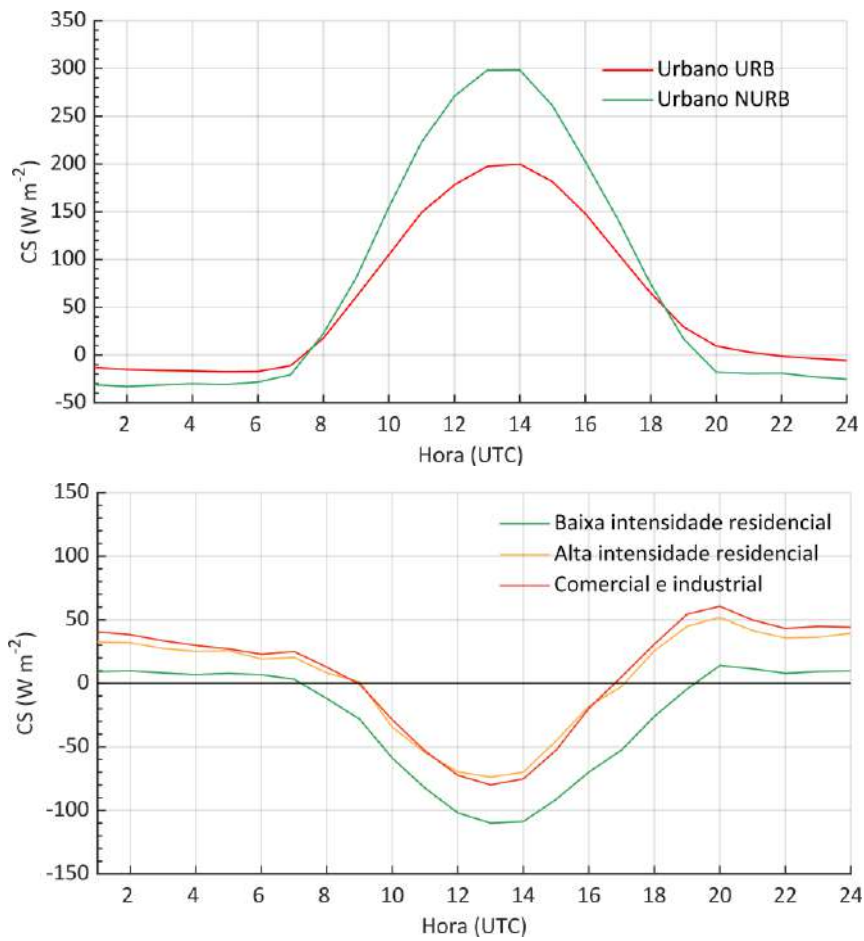 350
300
250
200
150
100
50
0
-50
CS (W m⁻²)
Urbano URB
Urbano NURB
2 4 6 8 10 12 14 16 18 20 22 24
Hora (UTC)
150
100
50
0
-50
-100
-150
CS (W m⁻²)
Baixa intensidade residencial
Alta intensidade residencial
Comercial e industrial
2 4 6 8 10 12 14 16 18 20 22 24
Hora (UTC)